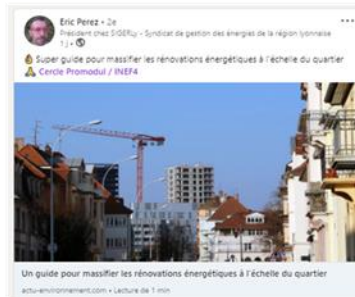 Eric Perez • 2e
Président chez SIGERLy - Syndicat de gestion des énergies de la région lyonnaise
1 j •
Super guide pour massifier les rénovations énergétiques à l'échelle du quartier
Cercle Promodul / INEF4
Un guide pour massifier les rénovations énergétiques à l'échelle du quartier
actu-environnement.com • Lecture de 1 min